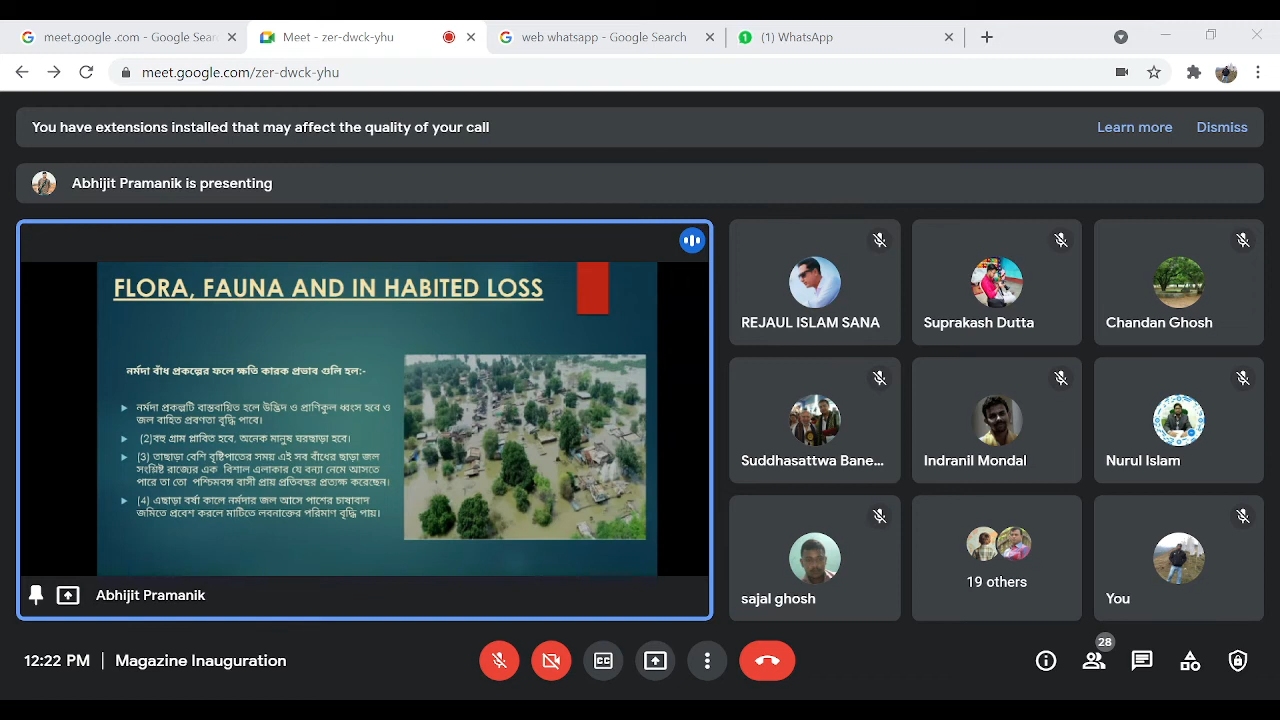 meet.google .com - Google Sear
Meet - zer-dwck-yhu
web whatsapp - Google Search
(1) WhatsApp
meet.google.com/zer-dwck-yhu
You have extensions installed that may affect the quality of your call
Learn more
Dismiss
Abhijit Pramanik is presenting
FLORA, FAUNA AND IN HABITED LOSS
নর্মদা বাঁধ প্রকল্পের ফলে ক্ষতি কারক প্রভাব গুলি হল:-
নর্মদা প্রকল্পটি বাস্তবায়িত হলে উদ্ভিদ ও প্রাণিকুল ধ্বংস হবে ও
জল বাহিত প্রবণতা বৃদ্ধি পাবে।
(2)বহু গ্রাম প্লাবিত হবে, অনেক মানুষ ঘরছাড়া হবে।
(3) তাছাড়া বেশি বৃষ্টিপাতের সময় এই সব বাঁধের ছাড়া জল
সংশ্লিষ্ট রাজ্যের এক বিশাল এলাকার যে বন্যা নেমে আসতে
পারে তা তো পশ্চিমবঙ্গ বাসী প্রায় প্রতিবছর প্রত্যক্ষ করেছেন।
(4) এছাড়া বর্ষা কালে নর্মদার জল আসে পাশের চাষাবাদ
জমিতে প্রবেশ করলে মাটিতে লবনাক্তের পরিমাণ বৃদ্ধি পায়।
Abhijit Pramanik
REJAUL ISLAM SANA
Suprakash Dutta
Chandan Ghosh
Suddhasattwa Bane...
Indranil Mondal
Nurul Islam
sajal ghosh
19 others
You
12:22 PM | Magazine Inauguration
28